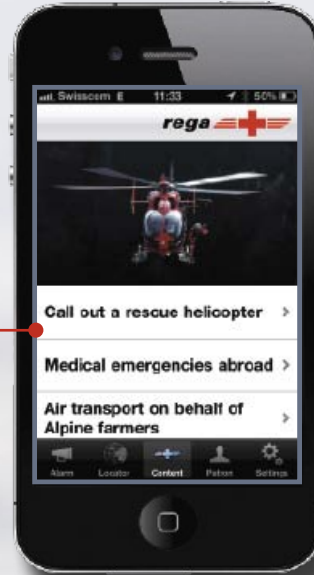 Swisscom E 11:33 50%
rega
Call out a rescue helicopter
Medical emergencies abroad
Air transport on behalf of
Alpine farmers
Alarm Locator Content Patron Settings